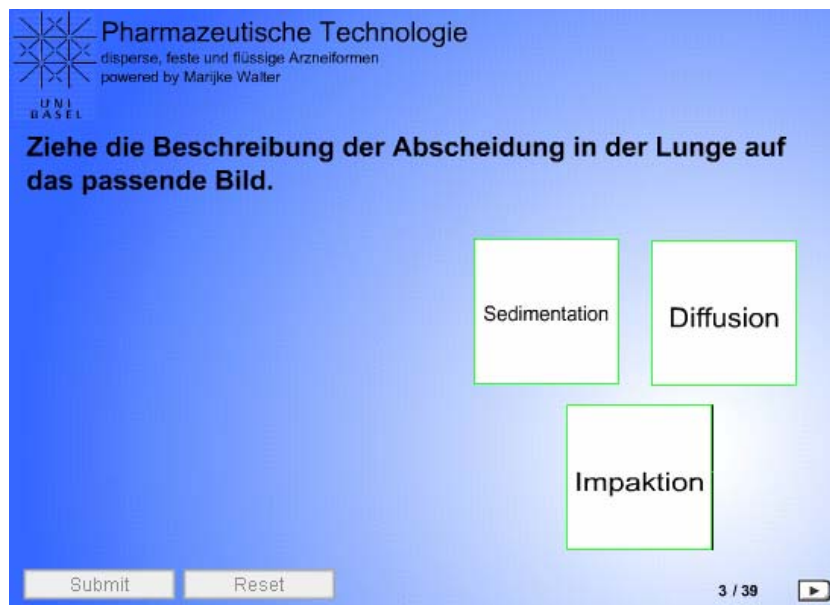 Pharmazeutische Technologie
disperse, feste und flüssige Arzneiformen
powered by Marijke Walter
UNI
BASEL
Ziehe die Beschreibung der Abscheidung in der Lunge auf
das passende Bild.
Sedimentation
Diffusion
Impaktion
Submit
Reset
3 / 39